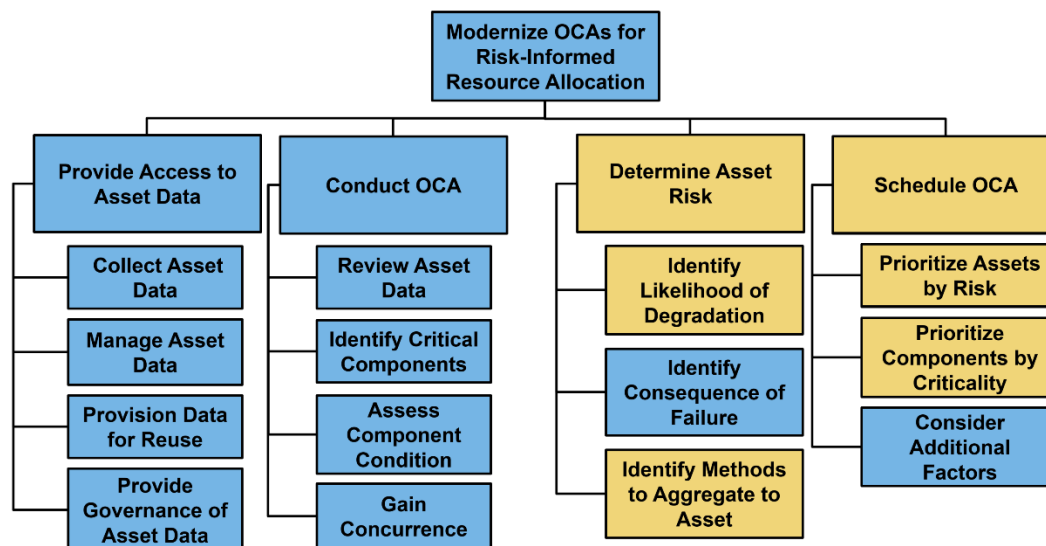 Modernize OCAs for
Risk-Informed
Resource Allocation
Provide Access to
Asset Data
Collect Asset
Data
Manage Asset
Data
Provision Data
for Reuse
Provide
Governance of
Asset Data
Conduct OCA
Review Asset
Data
Identify Critical
Components
Assess
Component
Condition
Gain
Concurrence
Determine Asset
Risk
Identify
Likelihood of
Degradation
Identify
Consequence of
Failure
Identify Methods
to Aggregate to
Asset
Schedule OCA
Prioritize Assets
by Risk
Prioritize
Components by
Criticality
Consider
Additional
Factors